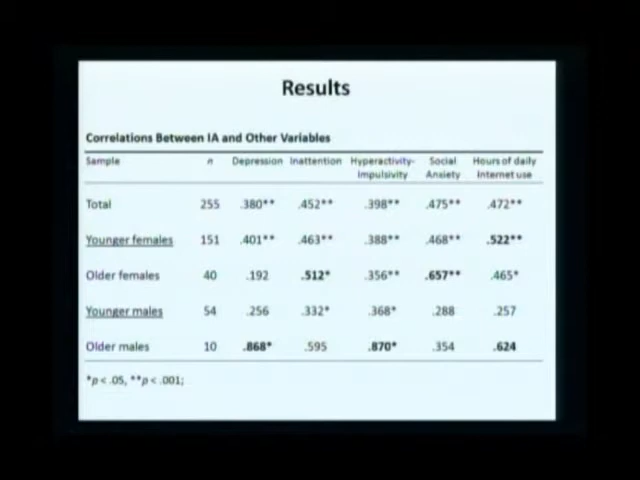 Results
Correlations Between IA and Other Variables
Sample n Depression Inattention Hyperactivity-Impulsivity Social Anxiety Hours of daily Internet use
Total 255 .380** .452** .398** .475** .472**
Younger females 151 .401** .463** .388** .468** .522**
Older females 40 .192 .512* .356** .657** .465*
Younger males 54 .256 .332* .368* .288 .257
Older males 10 .868* .595 .870* .354 .624
*p < .05, **p < .001;